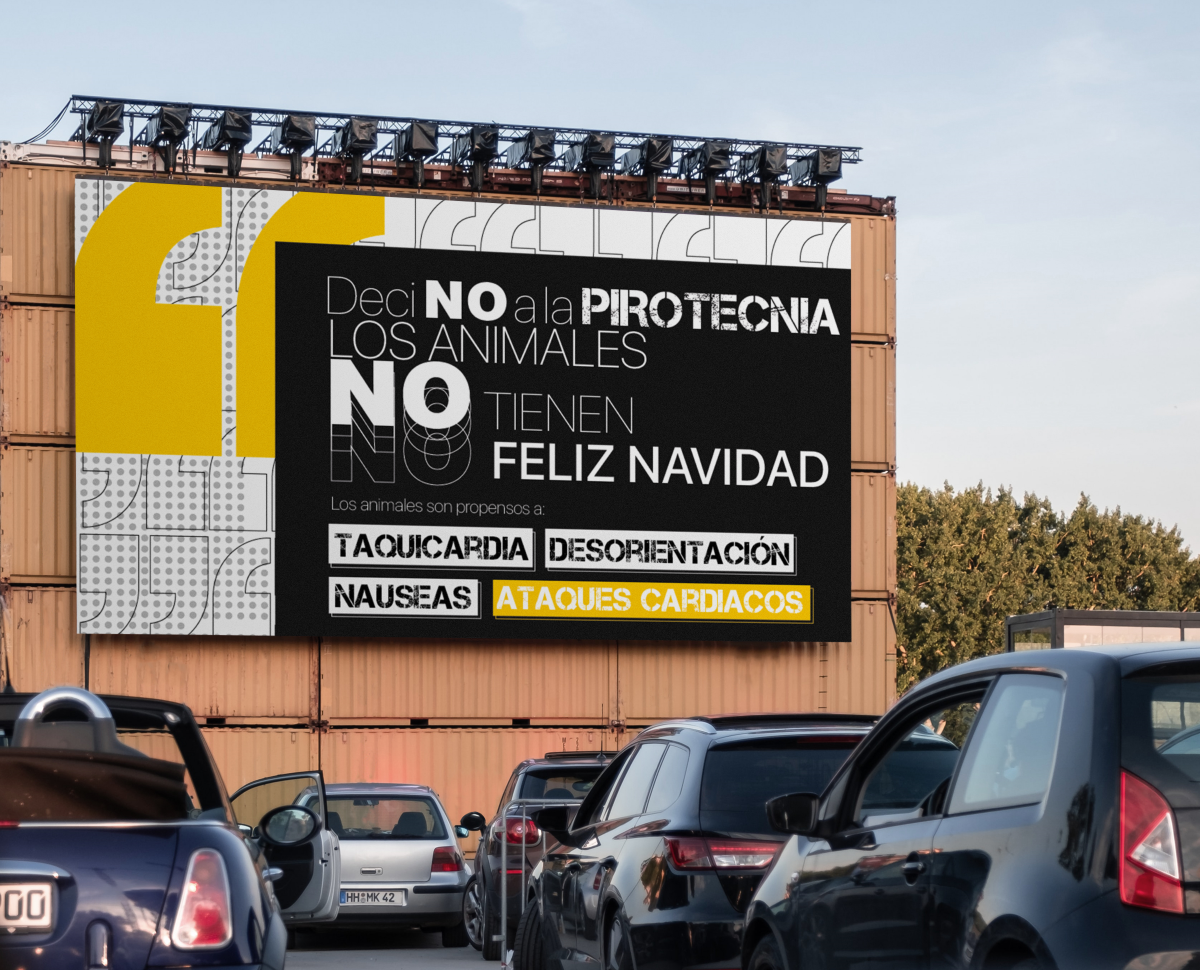 Deci NO a la PIROTECNIA
LOS ANIMALES
NO TIENEN
FELIZ NAVIDAD
Los animales son propensos a:
TAQUICARDIA DESORIENTACIÓN
NAUSEAS ATAQUES CARDIACOS
HH MK 42